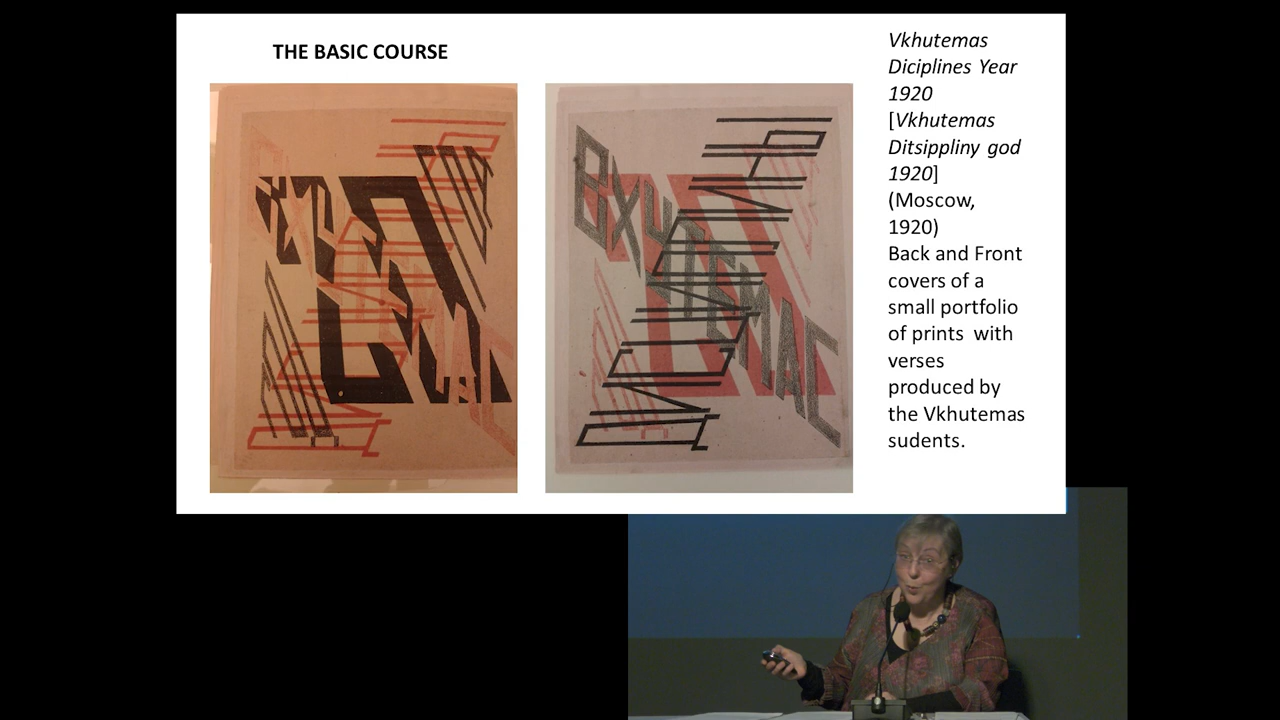 THE BASIC COURSE
Vkhutemas
Diciplines Year
1920
[Vkhutemas
Ditsippliny god
1920]
(Moscow,
1920)
Back and Front
covers of a
small portfolio
of prints with
verses
produced by
the Vkhutemas
sudents.
ВХУТЕМАС